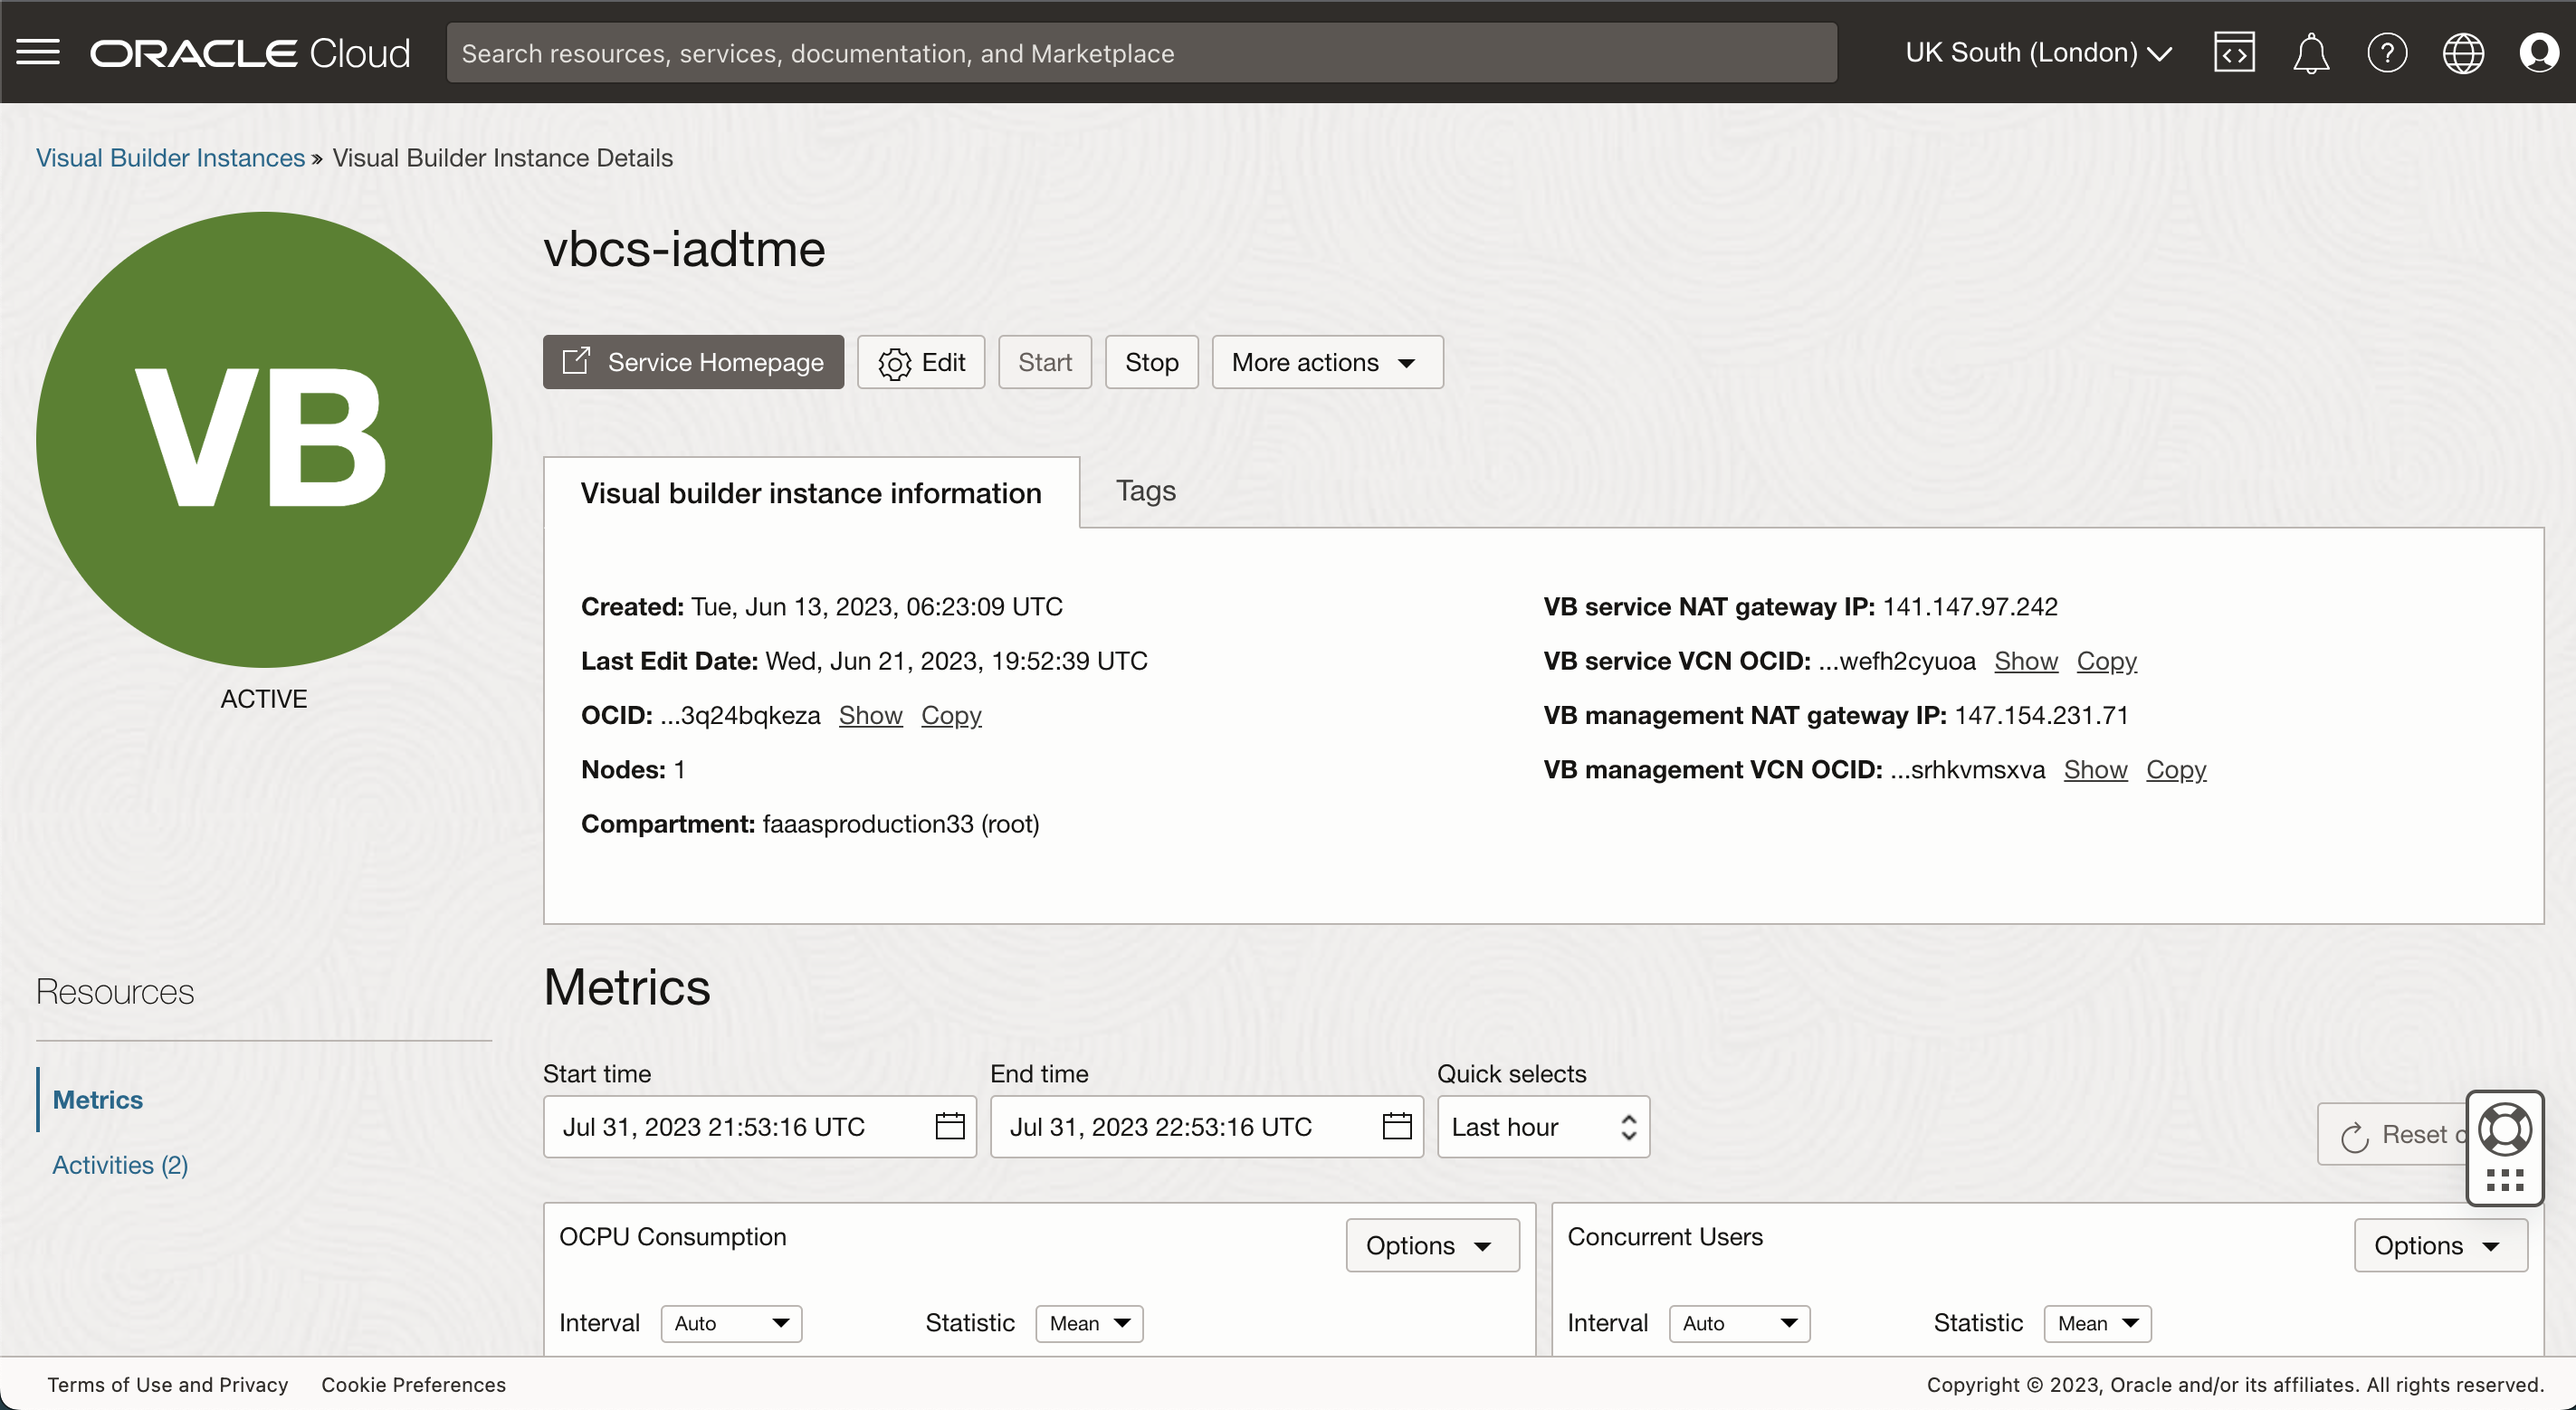 ORACLE Cloud
Search resources, services, documentation, and Marketplace
UK South (London)
Visual Builder Instances » Visual Builder Instance Details
VB
ACTIVE
vbcs-iadtme
Service Homepage
Edit
Start
Stop
More actions
Visual builder instance information
Tags
Created: Tue, Jun 13, 2023, 06:23:09 UTC
Last Edit Date: Wed, Jun 21, 2023, 19:52:39 UTC
OCID: ...3q24bqkeza Show Copy
Nodes: 1
Compartment: faaasproduction33 (root)
VB service NAT gateway IP: 141.147.97.242
VB service VCN OCID: ...wefh2cyuoa Show Copy
VB management NAT gateway IP: 147.154.231.71
VB management VCN OCID: ...srhkvmsxva Show Copy
Resources
Metrics
Activities (2)
Metrics
Start time
Jul 31, 2023 21:53:16 UTC
End time
Jul 31, 2023 22:53:16 UTC
Quick selects
Last hour
Reset
OCPU Consumption
Options
Interval Auto
Statistic Mean
Concurrent Users
Options
Interval Auto
Statistic Mean
Terms of Use and Privacy
Cookie Preferences
Copyright © 2023, Oracle and/or its affiliates. All rights reserved.